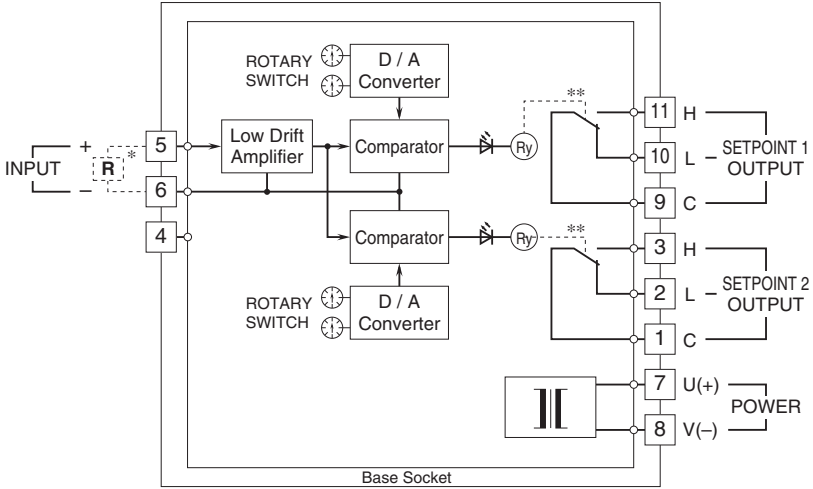 ROTARY
SWITCH
D / A
Converter
**
11 H
Low Drift
Amplifier
Comparator
Ry
INPUT
+
–
R
*
5
6
4
10 L
SETPOINT 1
OUTPUT
9 C
Comparator
Ry
**
3 H
2 L
SETPOINT 2
OUTPUT
1 C
ROTARY
SWITCH
D / A
Converter
7 U(+)
8 V(–)
POWER
Base Socket